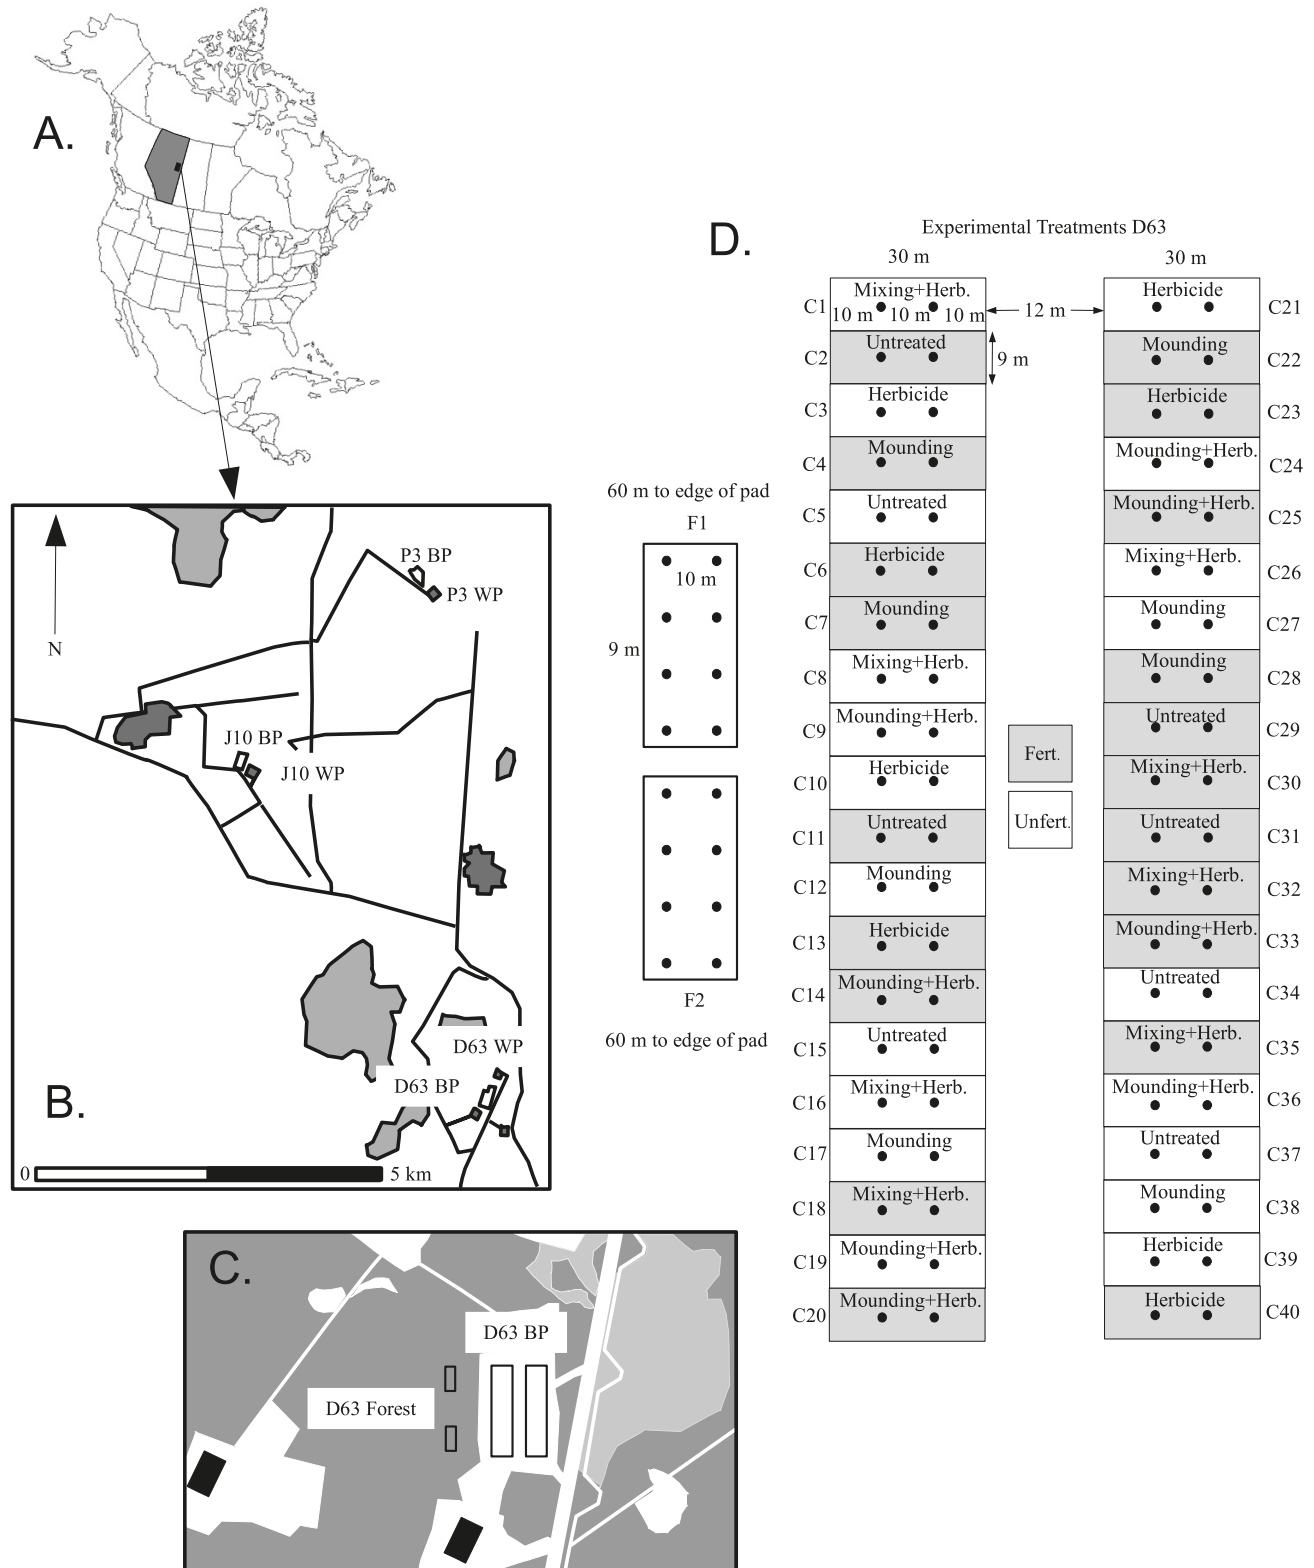 A.
N
P3 BP
P3 WP
J10 BP
J10 WP
D63 WP
D63 BP
B.
0
5 km
C.
D63 BP
D63 Forest
D.
Experimental Treatments D63
30 m
30 m
60 m to edge of pad
F1
10 m
9 m
F2
60 m to edge of pad
C1
Mixing+Herb.
10 m 10 m 10 m
12 m
C2
Untreated
9 m
C3
Herbicide
C4
Mounding
C5
Untreated
C6
Herbicide
C7
Mounding
C8
Mixing+Herb.
C9
Mounding+Herb.
C10
Herbicide
C11
Untreated
C12
Mounding
C13
Herbicide
C14
Mounding+Herb.
C15
Untreated
C16
Mixing+Herb.
C17
Mounding
C18
Mixing+Herb.
C19
Mounding+Herb.
C20
Mounding+Herb.
Fert.
Unfert.
Herbicide
C21
Mounding
C22
Herbicide
C23
Mounding+Herb.
C24
Mounding+Herb.
C25
Mixing+Herb.
C26
Mounding
C27
Mounding
C28
Untreated
C29
Mixing+Herb.
C30
Untreated
C31
Mixing+Herb.
C32
Mounding+Herb.
C33
Untreated
C34
Mixing+Herb.
C35
Mounding+Herb.
C36
Untreated
C37
Mounding
C38
Herbicide
C39
Herbicide
C40